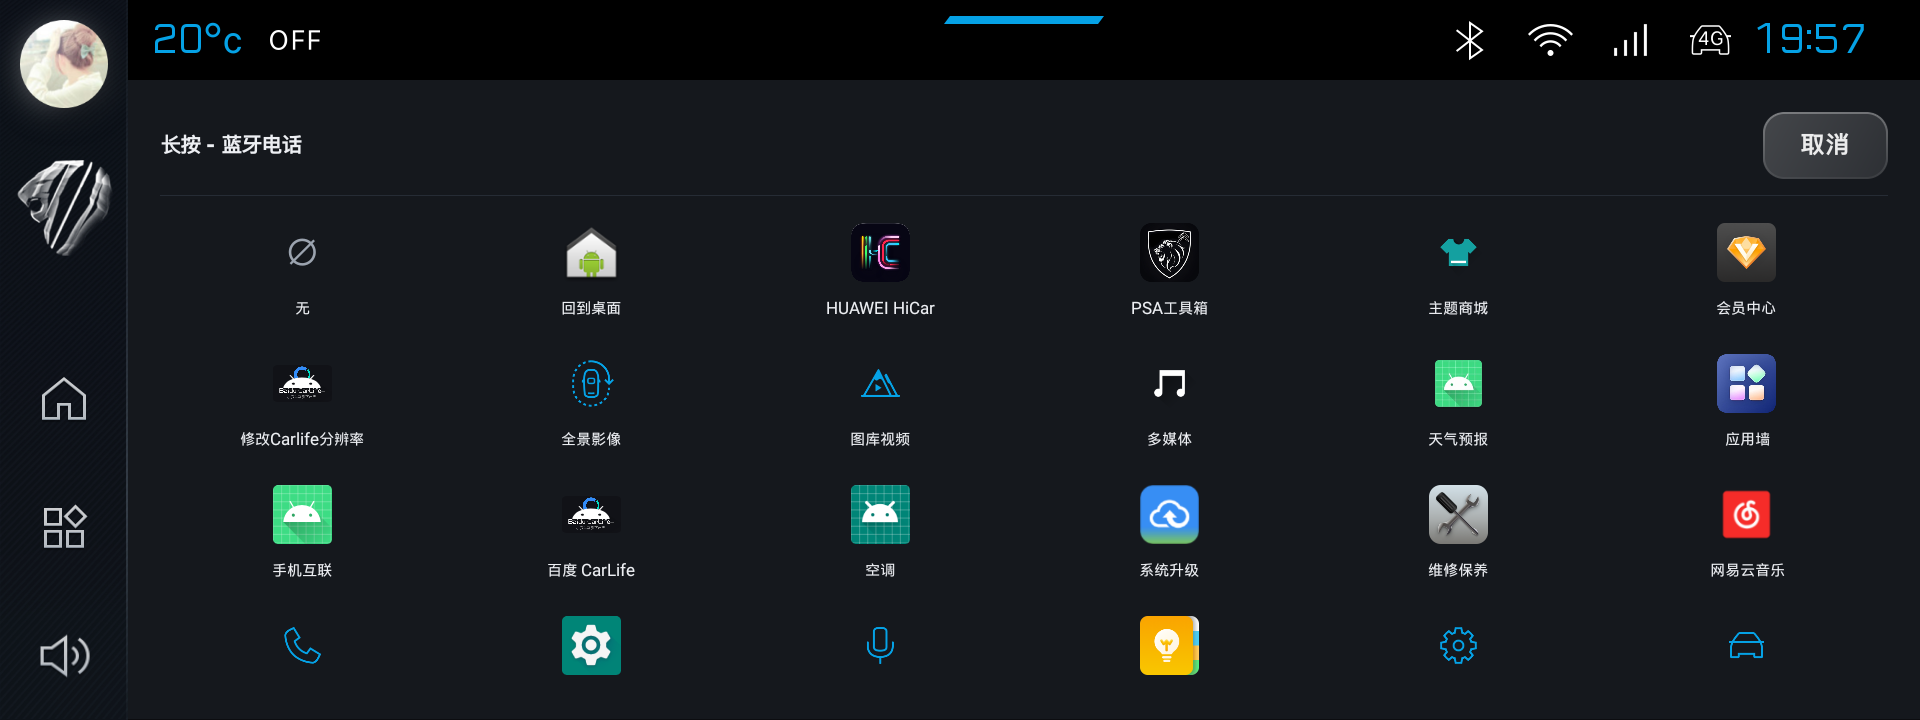 20°c OFF
4G 19:57
长按 - 蓝牙电话
取消
无
回到桌面
HUAWEI HiCar
PSA工具箱
主题商城
会员中心
修改Carlife分辨率
全景影像
图库视频
多媒体
天气预报
应用墙
手机互联
百度 CarLife
空调
系统升级
维修保养
网易云音乐